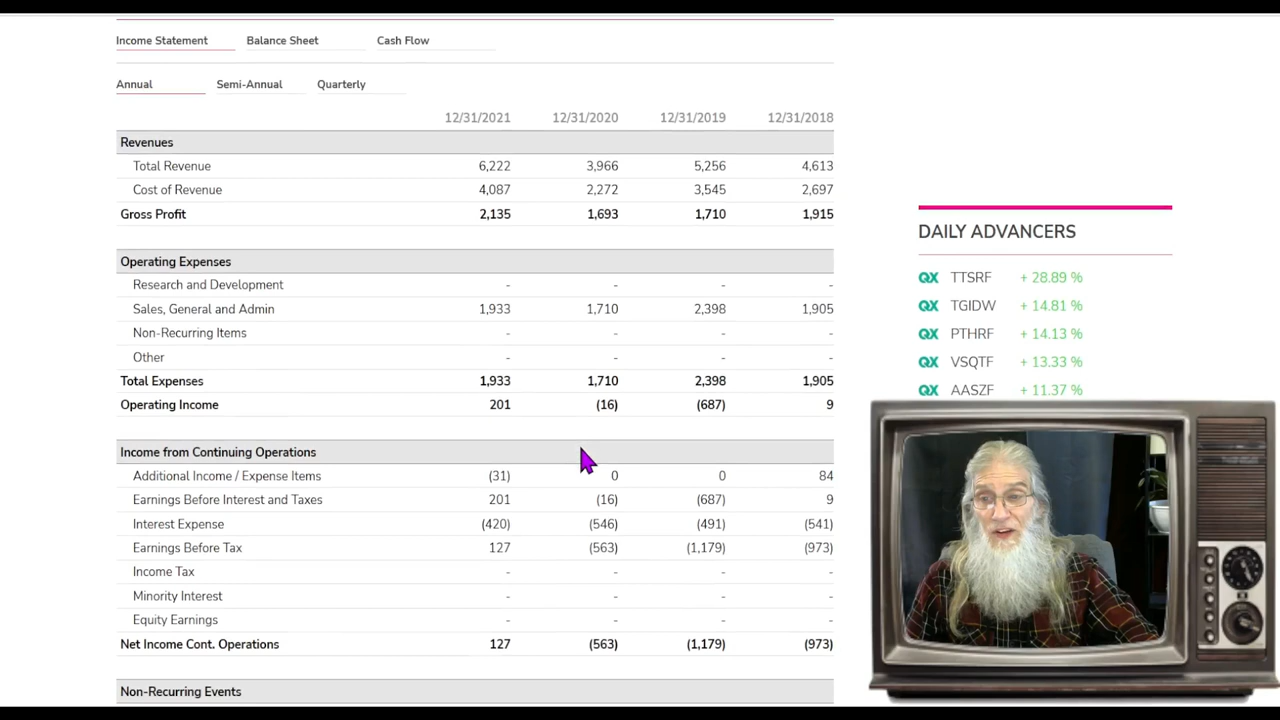 Income Statement Balance Sheet Cash Flow
Annual Semi-Annual Quarterly
12/31/2021 12/31/2020 12/31/2019 12/31/2018
Revenues
Total Revenue 6,222 3,966 5,256 4,613
Cost of Revenue 4,087 2,272 3,545 2,697
Gross Profit 2,135 1,693 1,710 1,915
Operating Expenses
Research and Development - - - -
Sales, General and Admin 1,933 1,710 2,398 1,905
Non-Recurring Items - - - -
Other - - - -
Total Expenses 1,933 1,710 2,398 1,905
Operating Income 201 (16) (687) 9
Income from Continuing Operations
Additional Income / Expense Items (31) 0 0 84
Earnings Before Interest and Taxes 201 (16) (687) 9
Interest Expense (420) (546) (491) (541)
Earnings Before Tax 127 (563) (1,179) (973)
Income Tax - - - -
Minority Interest - - - -
Equity Earnings - - - -
Net Income Cont. Operations 127 (563) (1,179) (973)
Non-Recurring Events
DAILY ADVANCERS
QX TTSRF + 28.89 %
QX TGIDW + 14.81 %
QX PTHRF + 14.13 %
QX VSQTF + 13.33 %
QX AASZF + 11.37 %